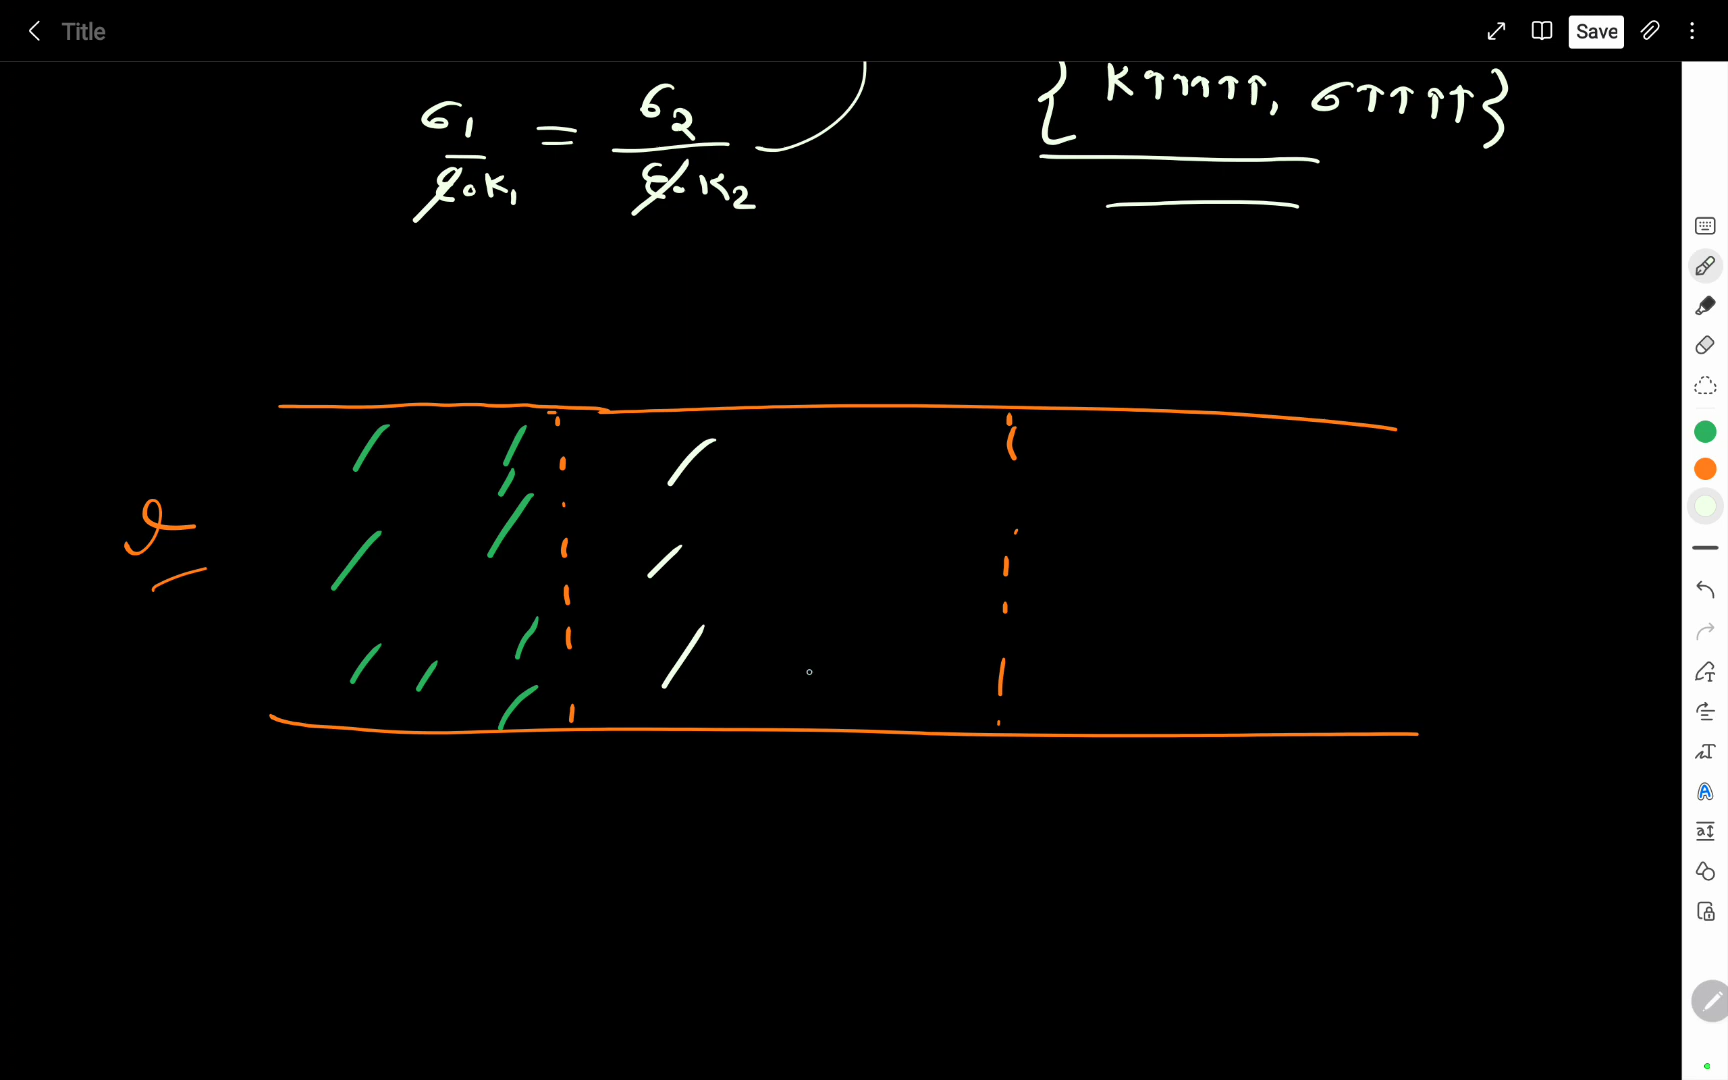 Title
Save
{ K↑↑↑↑↑, σ↑↑↑↑}
σ₁ = σ₂
ε₀K₁ ε₀K₂
Q